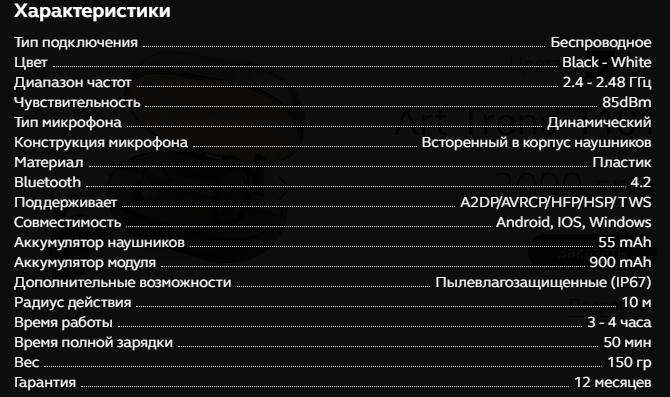 Характеристики
Тип подключения Беспроводное
Цвет Black - White
Диапазон частот 2.4 - 2.48 ГГц
Чувствительность 85dBm
Тип микрофона Динамический
Конструкция микрофона Всторенный в корпус наушников
Материал Пластик
Bluetooth 4.2
Поддерживает A2DP/AVRCP/HFP/HSP/TWS
Совместимость Android, IOS, Windows
Аккумулятор наушников 55 mAh
Аккумулятор модуля 900 mAh
Дополнительные возможности Пылевлагозащищенные (IP67)
Радиус действия 10 м
Время работы 3 - 4 часа
Время полной зарядки 50 мин
Вес 150 гр
Гарантия 12 месяцев